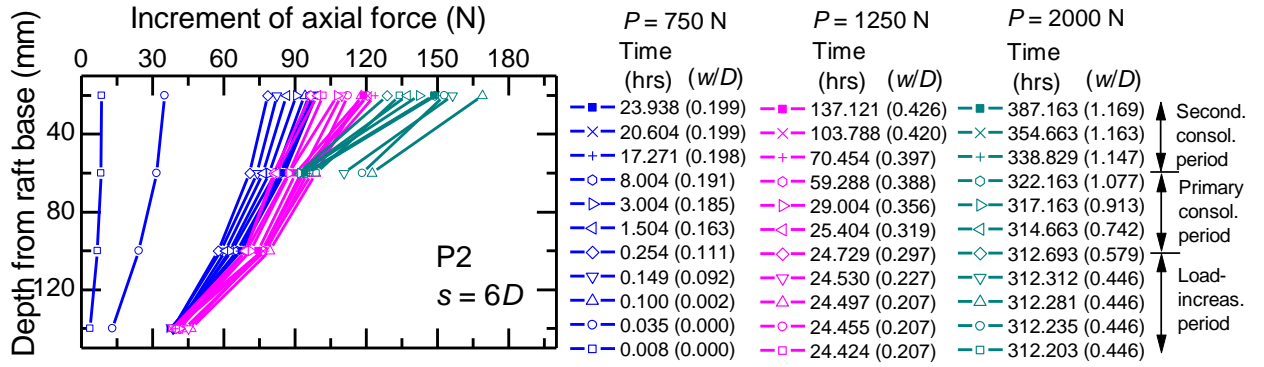 Increment of axial force (N)
0 30 60 90 120 150 180
Depth from raft base (mm)
40
80
120
P2
s = 6D
P = 750 N P = 1250 N P = 2000 N
Time Time Time
(hrs) (w/D) (hrs) (w/D) (hrs) (w/D)
23.938 (0.199) 137.121 (0.426) 387.163 (1.169)
20.604 (0.199) 103.788 (0.420) 354.663 (1.163)
17.271 (0.198) 70.454 (0.397) 338.829 (1.147)
8.004 (0.191) 59.288 (0.388) 322.163 (1.077)
3.004 (0.185) 29.004 (0.356) 317.163 (0.913)
1.504 (0.163) 25.404 (0.319) 314.663 (0.742)
0.254 (0.111) 24.729 (0.297) 312.693 (0.579)
0.149 (0.092) 24.530 (0.227) 312.312 (0.446)
0.100 (0.002) 24.497 (0.207) 312.281 (0.446)
0.035 (0.000) 24.455 (0.207) 312.235 (0.446)
0.008 (0.000) 24.424 (0.207) 312.203 (0.446)
Second.
consol.
period
Primary
consol.
period
Load-
increas.
period